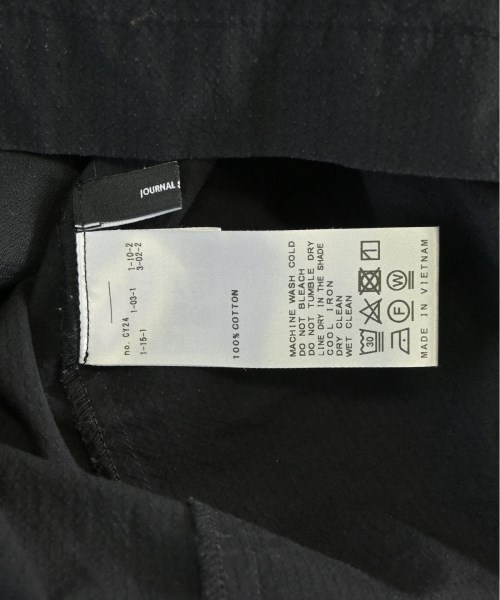 JOURNAL S
no. CY24 1-03-1 1-10-2
1-15-1 3-02-2
100% COTTON
MACHINE WASH COLD
DO NOT BLEACH
DO NOT TUMBLE DRY
LINE DRY IN THE SHADE
COOL IRON
DRY CLEAN
WET CLEAN
30
F W
MADE IN VIETNAM